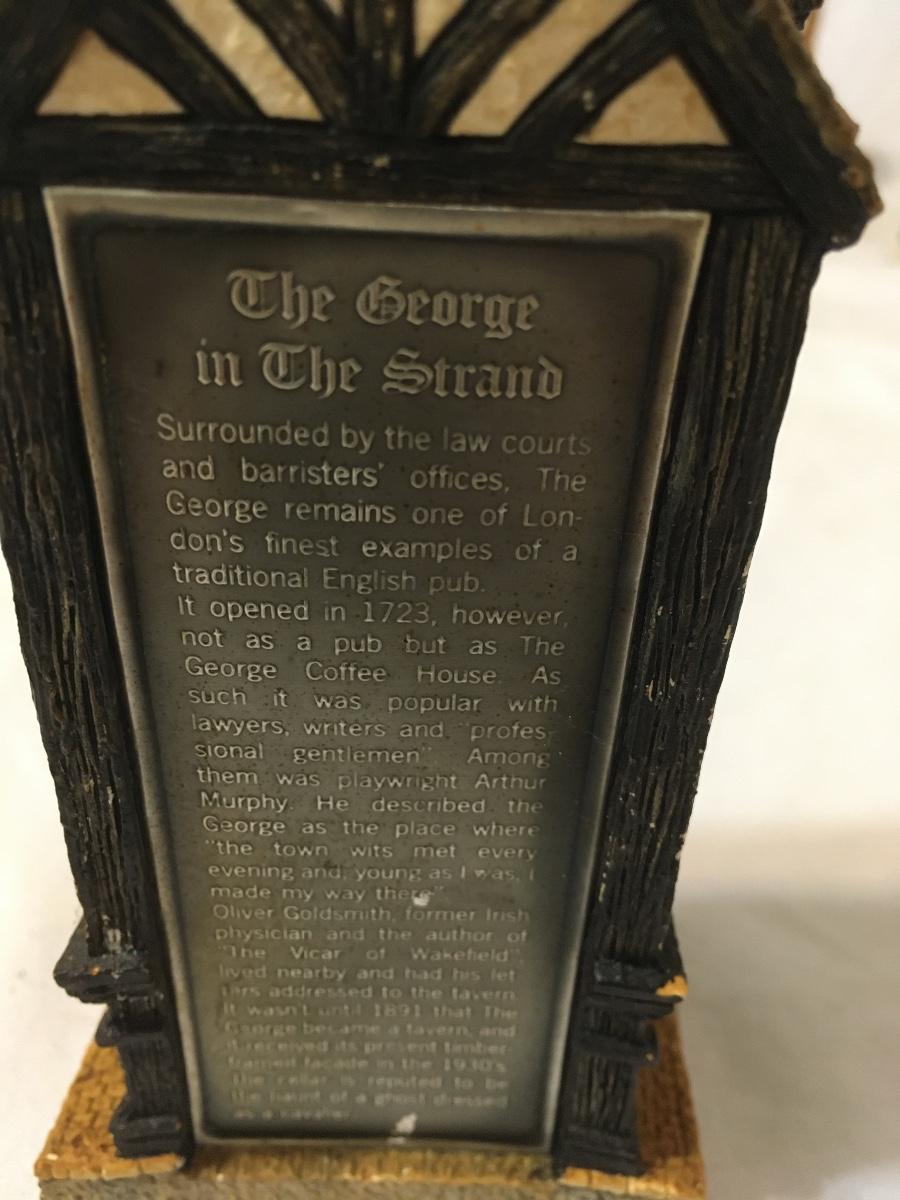 The George
in The Strand
Surrounded by the law courts
and barristers' offices, The
George remains one of Lon-
don's finest examples of a
traditional English pub.
It opened in 1723, however,
not as a pub but as The
George Coffee House. As
such it was popular with
lawyers, writers and, "profes-
sional gentlemen". Among
them was playwright Arthur
Murphy. He described the
George as the place where
"the town wits met every
evening and, young as I was, I
made my way there"
Oliver Goldsmith, former Irish
physician and the author of
"The Vicar of Wakefield"
lived nearby and had his let
ters addressed to the tavern.
It wasn't until 1891 that The
George became a tavern, and
it received its present timber-
framed facade in the 1930's
The cellar is reputed to be
the haunt of a ghost dressed
as a cavalier.